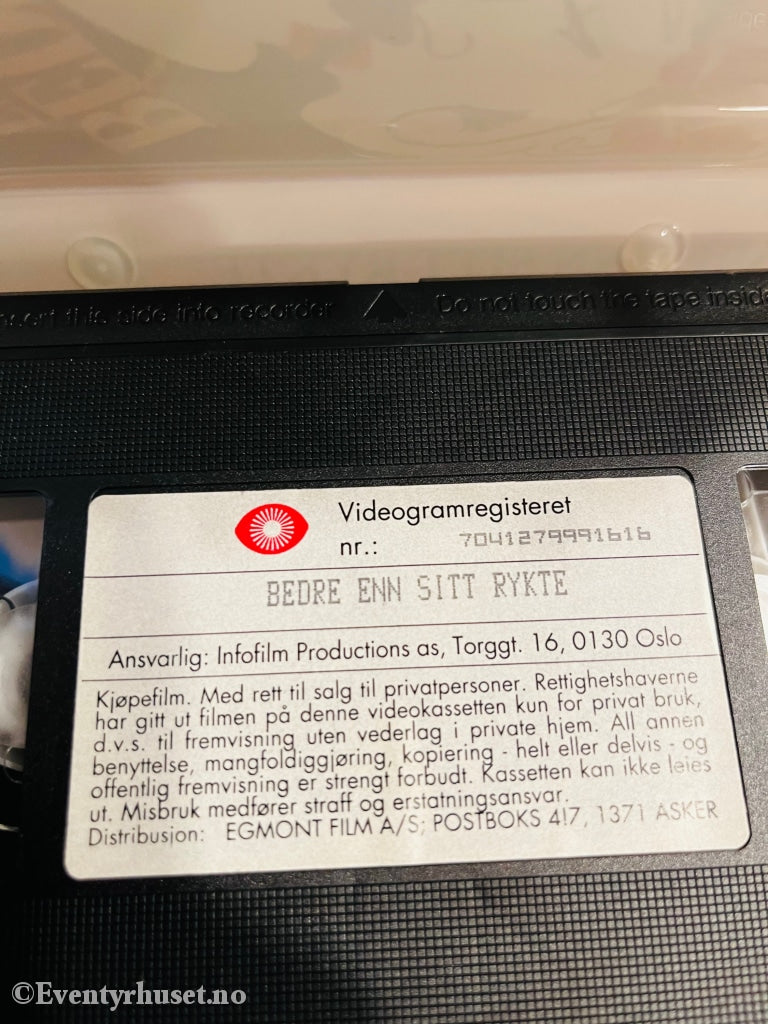 nsert this side into recorder Do not touch the tape inside
Videogramregisteret
nr.: 7041279991616
BEDRE ENN SITT RYKTE
Ansvarlig: Infofilm Productions as, Torggt. 16, 0130 Oslo
Kjøpefilm. Med rett til salg til privatpersoner. Rettighetshaverne
har gitt ut filmen på denne videokassetten kun for privat bruk,
d.v.s. til fremvisning uten vederlag i private hjem. All annen
benyttelse, mangfoldiggjøring, kopiering - helt eller delvis - og
offentlig fremvisning er strengt forbudt. Kassetten kan ikke leies
ut. Misbruk medfører straff og erstatningsansvar.
Distribusjon: EGMONT FILM A/S; POSTBOKS 417, 1371 ASKER
©Eventyrhuset.no